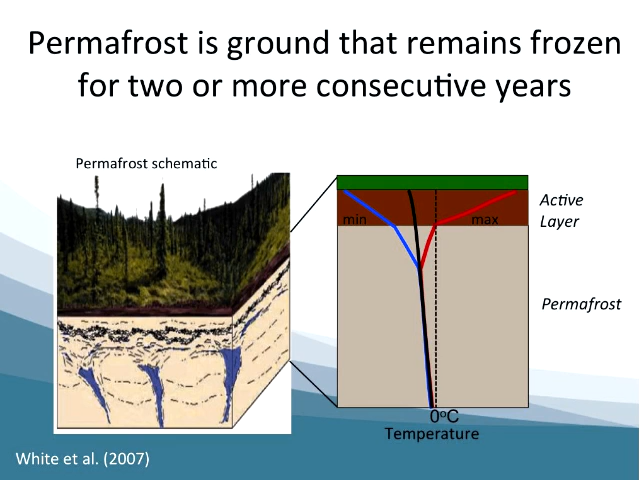 Permafrost is ground that remains frozen
for two or more consecutive years
Permafrost schematic
min
max
Active
Layer
Permafrost
0°C
Temperature
White et al. (2007)